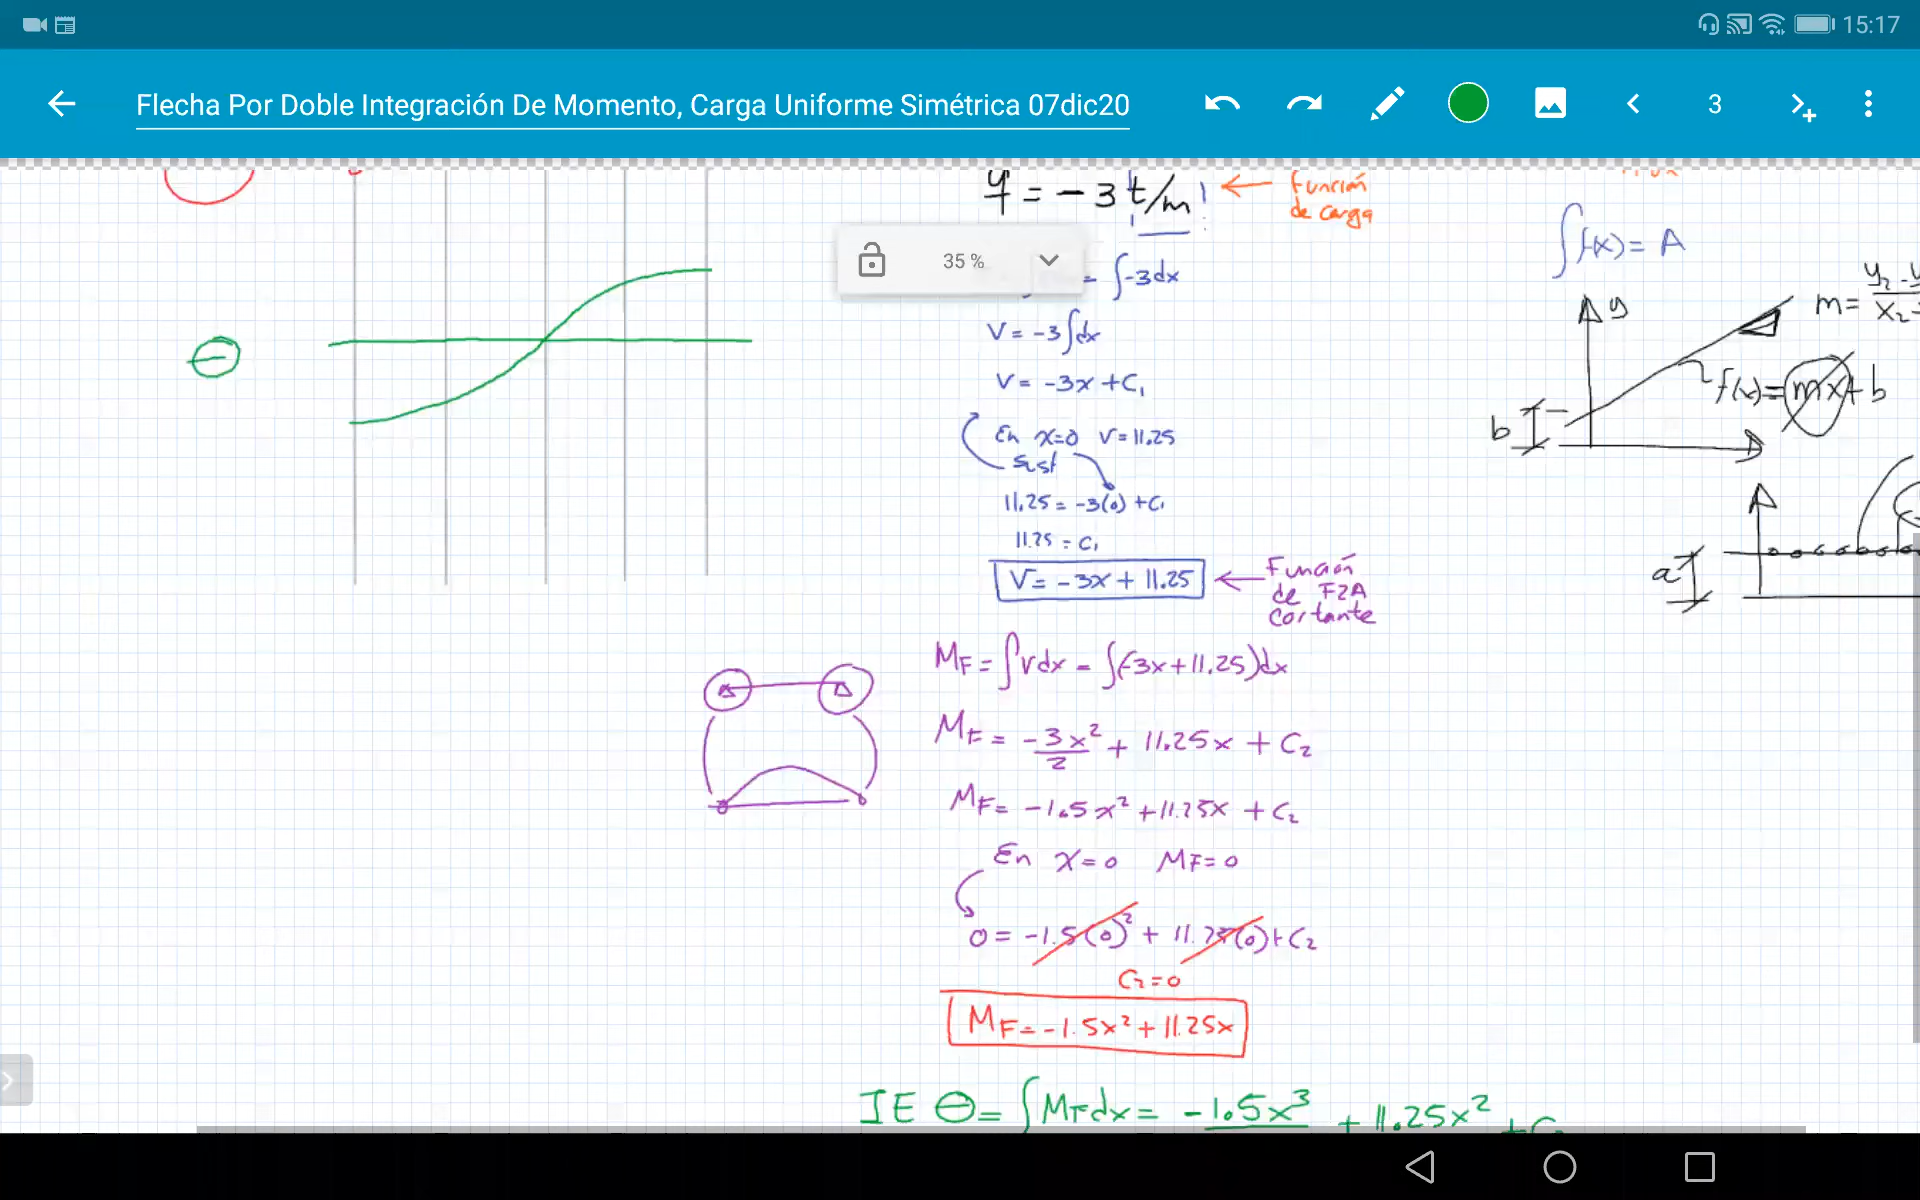 15:17
Flecha Por Doble Integración De Momento, Carga Uniforme Simétrica 07dic20
3
q = -3 t/m
← Función
de carga
35 %
= ∫-3dx
V = -3∫dx
V = -3x + C₁
En x=0 V=11.25
sust
11.25 = -3(0) + C₁
11.25 = C₁
V = -3x + 11.25
← Función
de FZA
cortante
MF = ∫Vdx = ∫(-3x+11.25)dx
MF = -3x²/2 + 11.25x + C₂
MF = -1.5x² + 11.25x + C₂
En X=0 MF=0
0 = -1.5(0)² + 11.25(0) + C₂
C₂=0
MF = -1.5x² + 11.25x
IE θ = ∫MFdx = -1.5x³ + 11.25x²
∫f(x) = A
y
m = y₂-y
X₂-
f(x) = mx + b
b
a